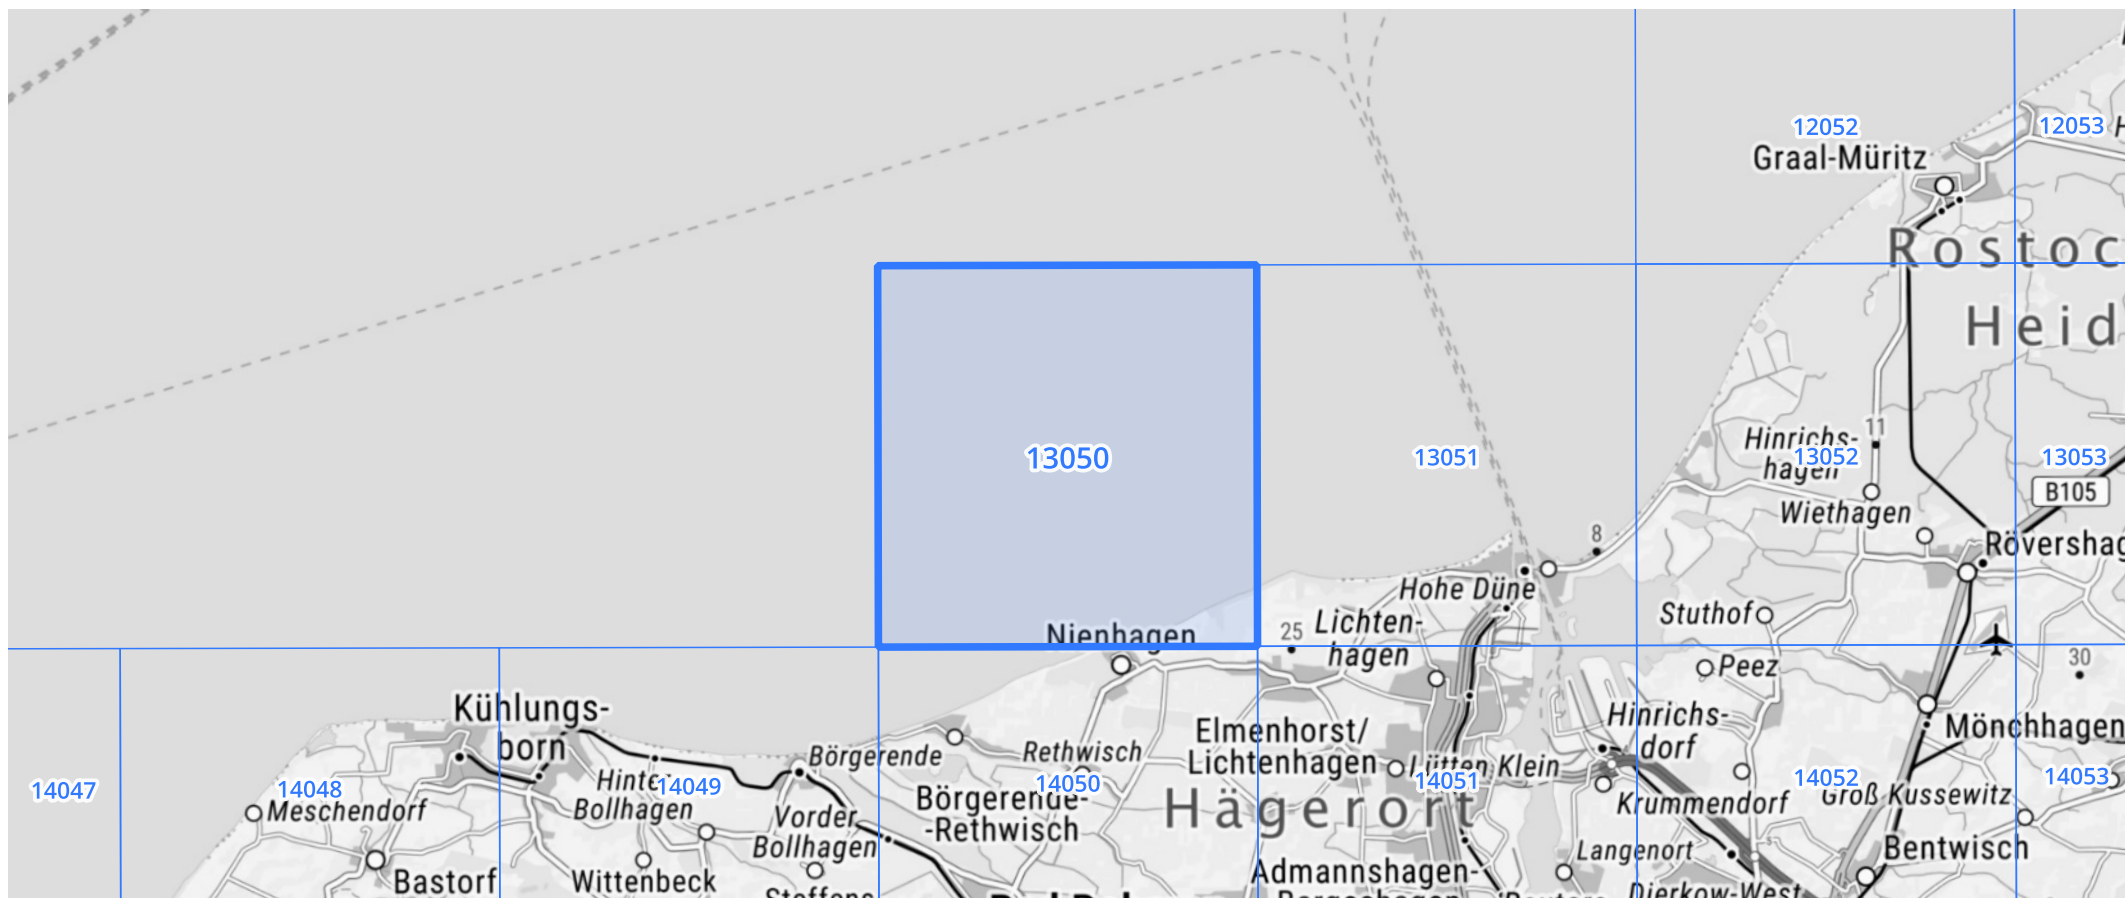 12052
12053
Graal-Müritz
Rostoc
Heid
13050
13051
11
Hinrichs-
hagen
13052
13053
B105
Wiethagen
Rövershag
8
Hohe Düne
Stuthof
Nienhagen
25
Lichten-
hagen
Peez
30
Kühlungs-
born
Hinrichs-
dorf
Mönchhagen
Elmenhorst/
Lichtenhagen
Börgerende
Rethwisch
Lütten Klein
14047
14048
14049
14050
14051
14052
14053
Hinter
Bollhagen
Meschendorf
Vorder
Bollhagen
Börgerende-
-Rethwisch
Hägerort
Krummendorf
Groß Kussewitz
Bentwisch
Langenort
Bastorf
Wittenbeck
Admannshagen-
Dierkow-West